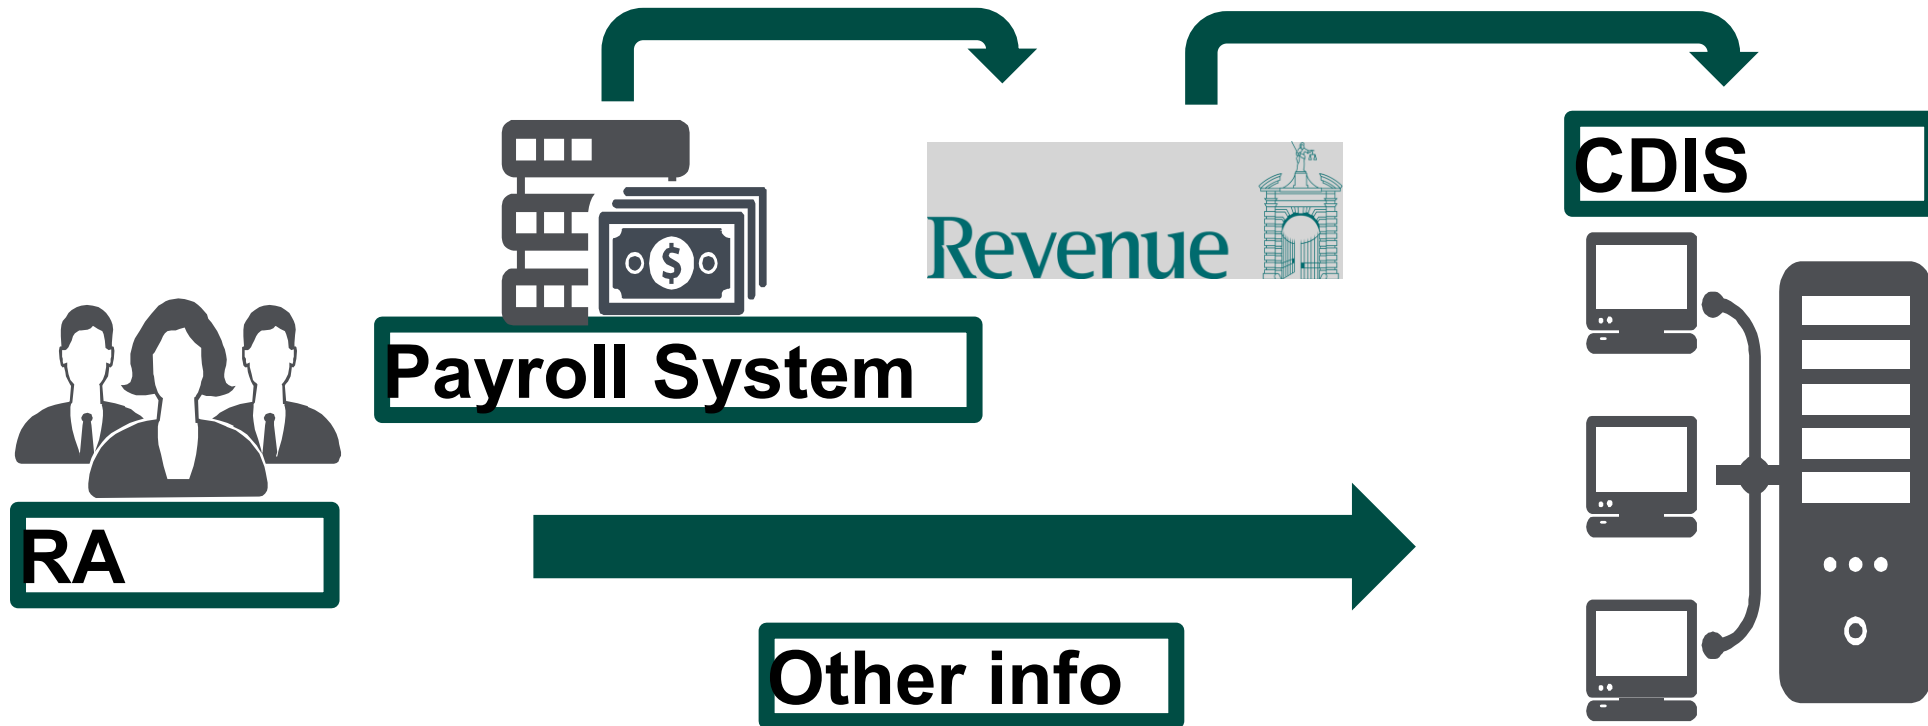 Revenue
CDIS
Payroll System
RA
Other info